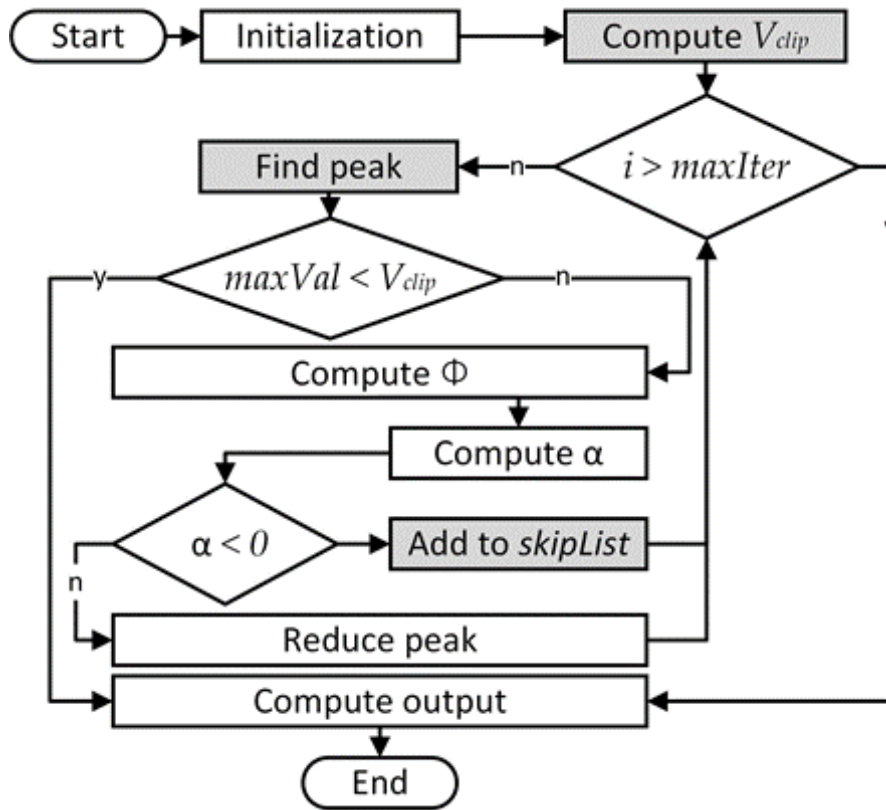 Start
Initialization
Compute V_clip
i > maxIter
n
Find peak
maxVal < V_clip
y
n
Compute Φ
Compute α
α < 0
n
Add to skipList
Reduce peak
Compute output
End